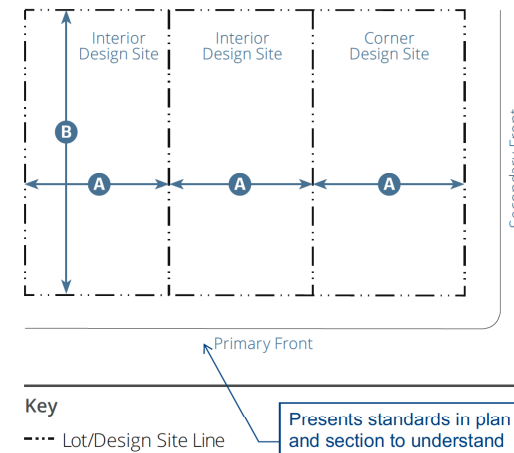 Interior
Design Site
Interior
Design Site
Corner
Design Site
B
A
A
A
Primary Front
Key
Lot/Design Site Line
Presents standards in plan
and section to understand